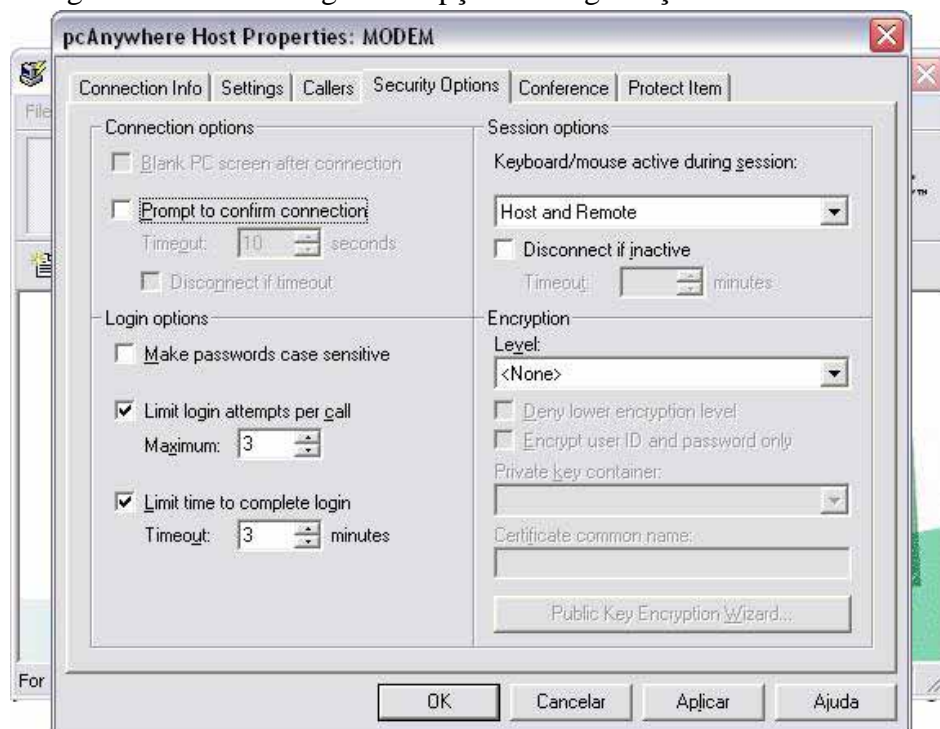 pcAnywhere Host Properties: MODEM
Connection Info Settings Callers Security Options Conference Protect Item
File
Connection options
Blank PC screen after connection
Prompt to confirm connection
Timeout: 10 seconds
Disconnect if timeout
Login options
Make passwords case sensitive
Limit login attempts per call
Maximum: 3
Limit time to complete login
Timeout: 3 minutes
Session options
Keyboard/mouse active during session:
Host and Remote
Disconnect if inactive
Timeout: minutes
Encryption
Level:
<None>
Deny lower encryption level
Encrypt user ID and password only
Private key container:
Certificate common name:
Public Key Encryption Wizard...
For
OK Cancelar Aplicar Ajuda